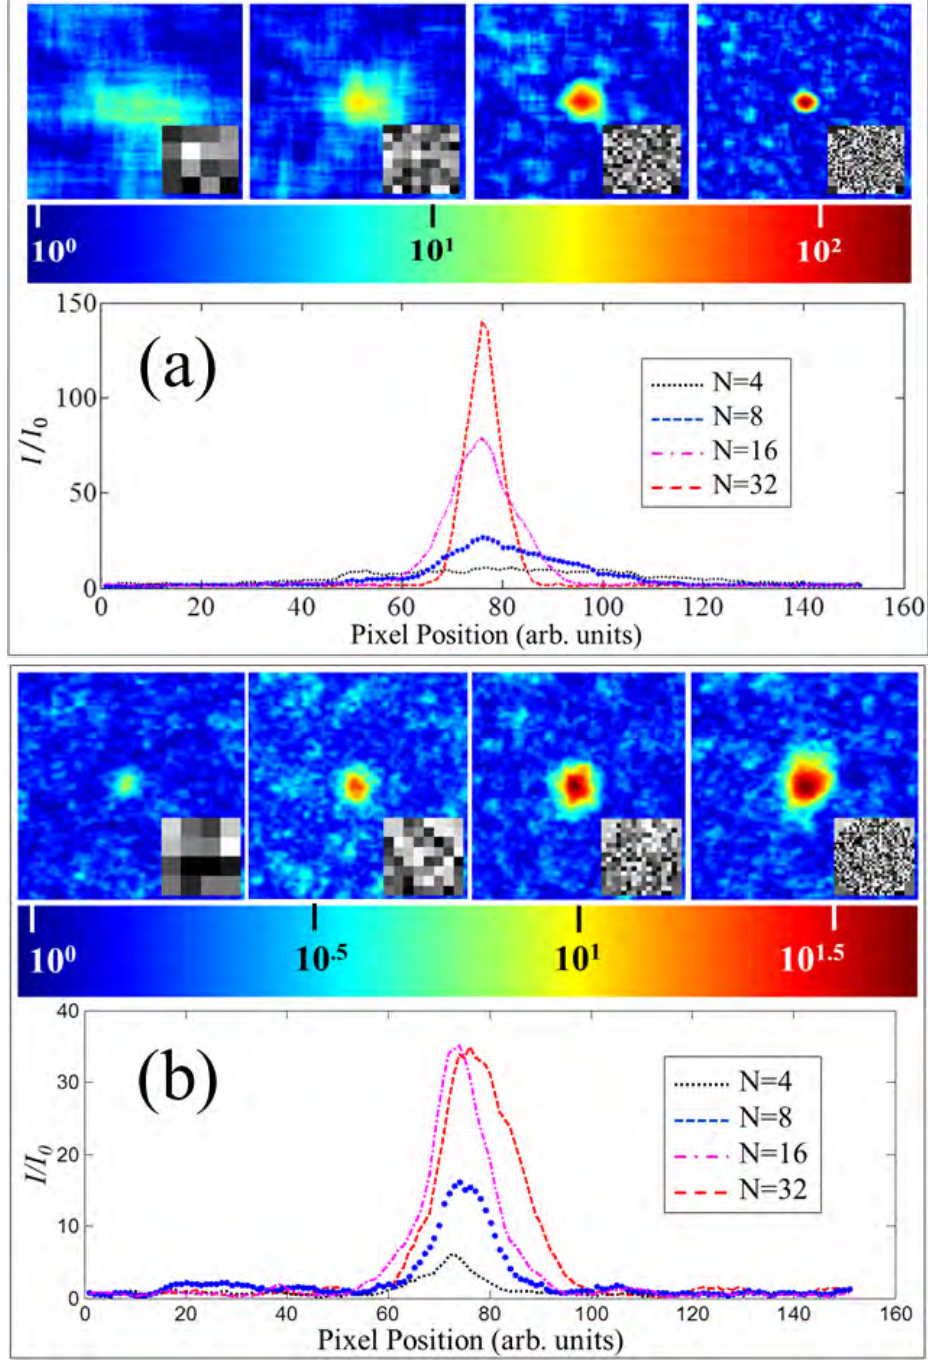 10⁰ 10¹ 10²
150
100
50
0
I/I₀
(a)
N=4
N=8
N=16
N=32
0 20 40 60 80 100 120 140 160
Pixel Position (arb. units)
10⁰ 10^.5 10¹ 10^1.5
40
30
20
10
0
I/I₀
(b)
N=4
N=8
N=16
N=32
0 20 40 60 80 100 120 140 160
Pixel Position (arb. units)